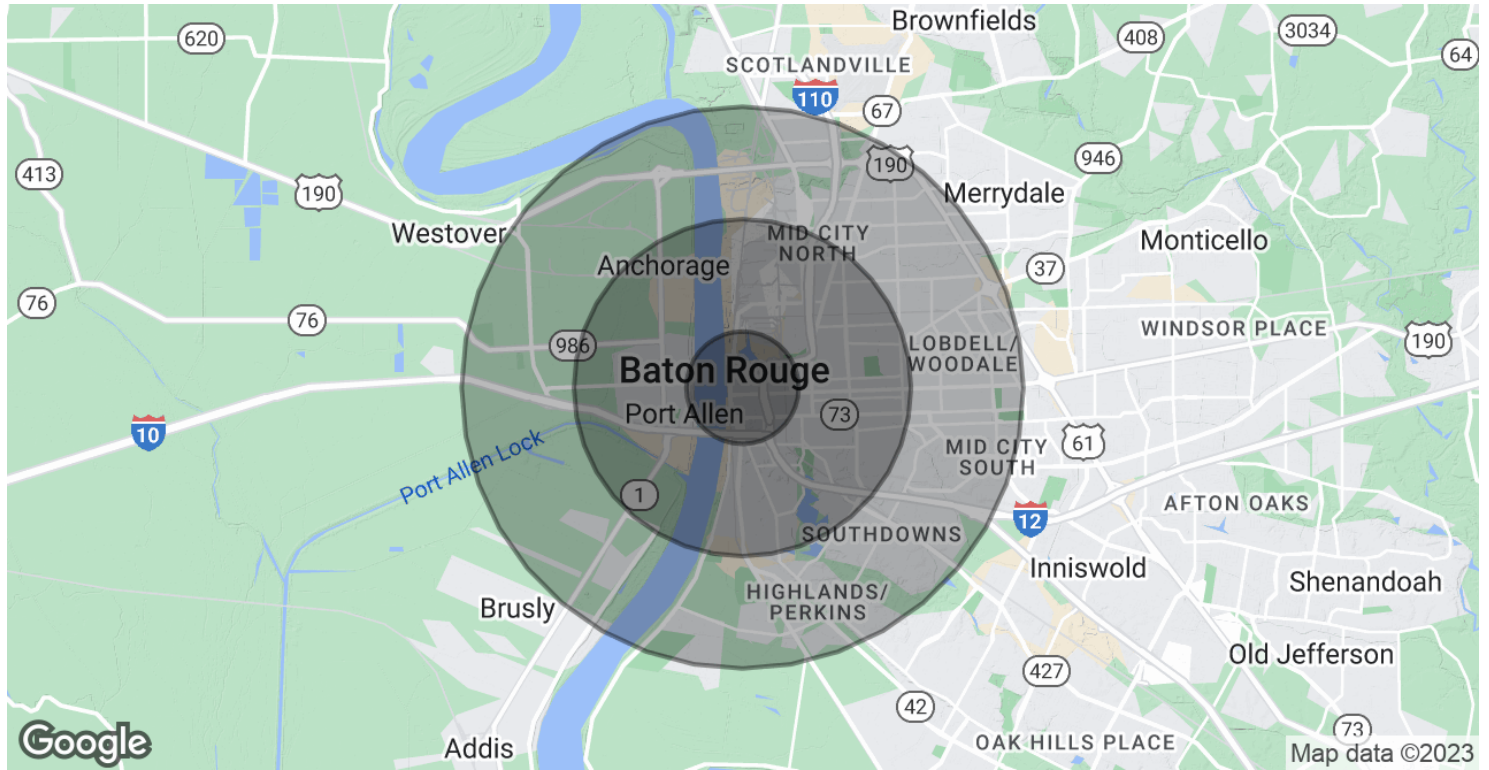 Brownfields
620
408
3034
64
SCOTLANDVILLE
110
67
946
413
190
190
Merrydale
Westover
MID CITY
NORTH
Monticello
Anchorage
37
76
76
WINDSOR PLACE
986
LOBDELL/
WOODALE
190
Baton Rouge
Port Allen
73
10
61
MID CITY
SOUTH
Port Allen Lock
1
AFTON OAKS
12
SOUTHDOWNS
Inniswold
Shenandoah
HIGHLANDS/
PERKINS
Brusly
Old Jefferson
427
42
73
Addis
OAK HILLS PLACE
Google
Map data ©2023